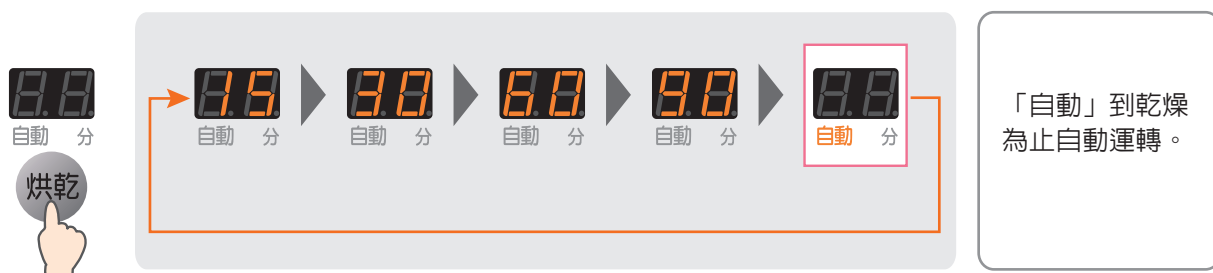 自動 分
烘乾
15
自動 分
30
自動 分
60
自動 分
90
自動 分
自動 分
「自動」到乾燥
為止自動運轉。